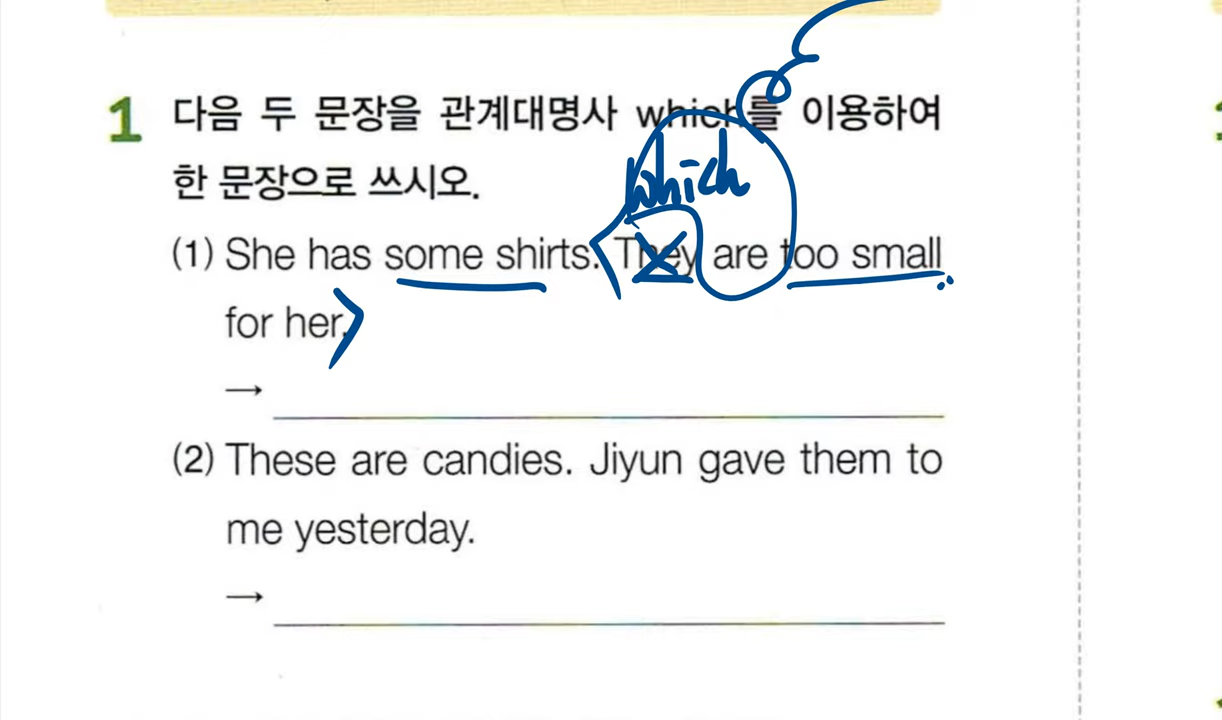 1 다음 두 문장을 관계대명사 which를 이용하여
한 문장으로 쓰시오.
which
(1) She has some shirts. They are too small
for her.
→
(2) These are candies. Jiyun gave them to
me yesterday.
→